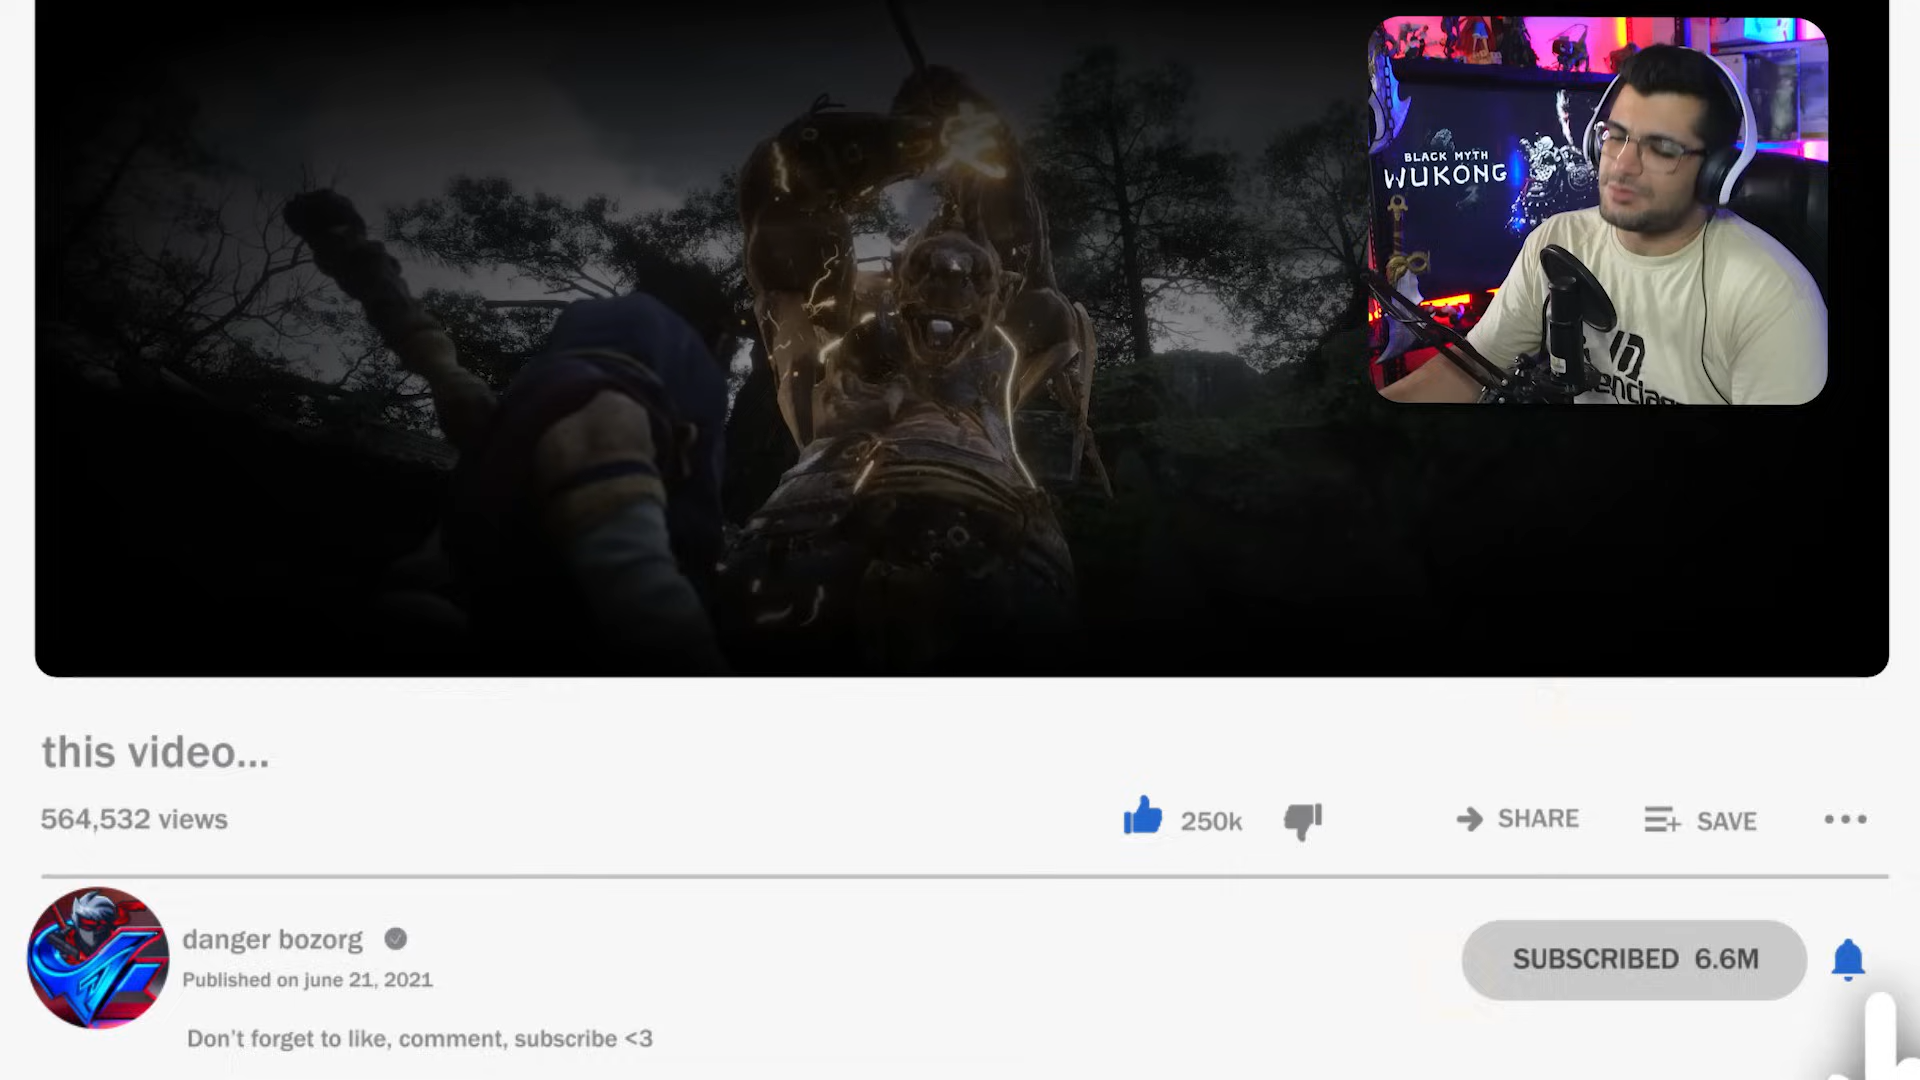 BLACK MYTH
WUKONG
this video...
564,532 views
250k
SHARE
SAVE
danger bozorg
Published on june 21, 2021
SUBSCRIBED 6.6M
Don't forget to like, comment, subscribe <3